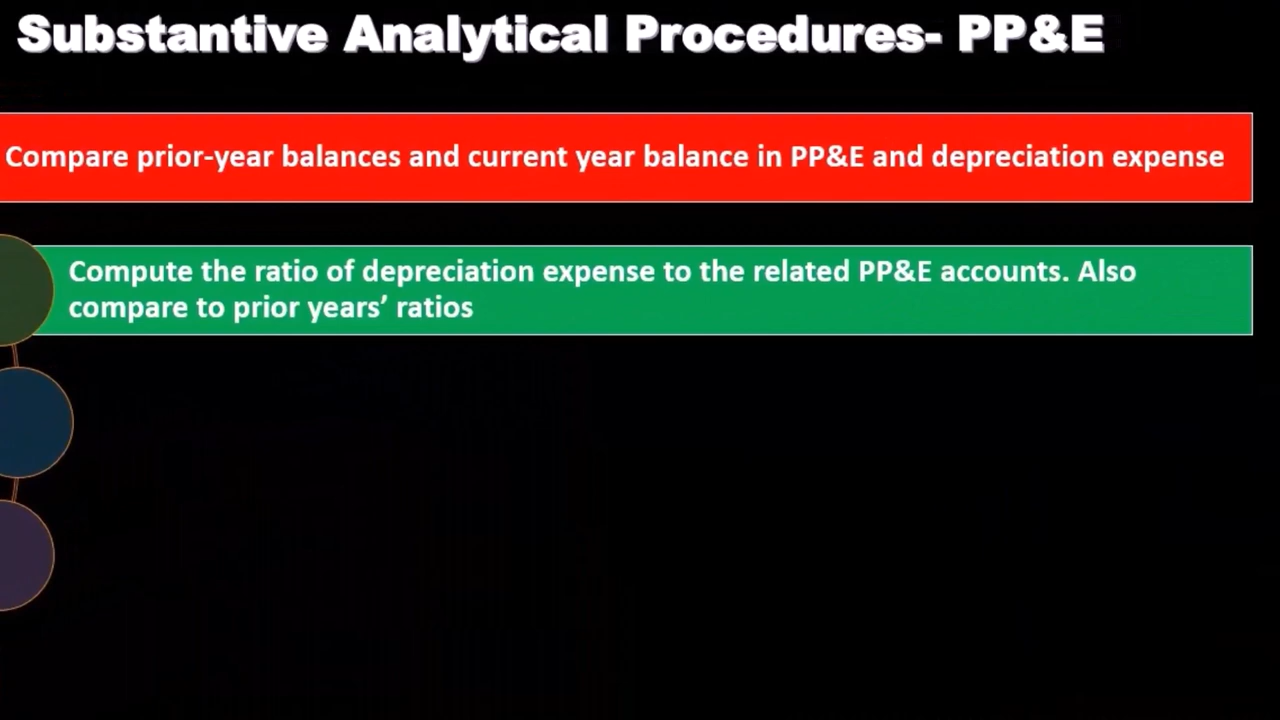 Substantive Analytical Procedures- PP&E
Compare prior-year balances and current year balance in PP&E and depreciation expense
Compute the ratio of depreciation expense to the related PP&E accounts. Also
compare to prior years’ ratios